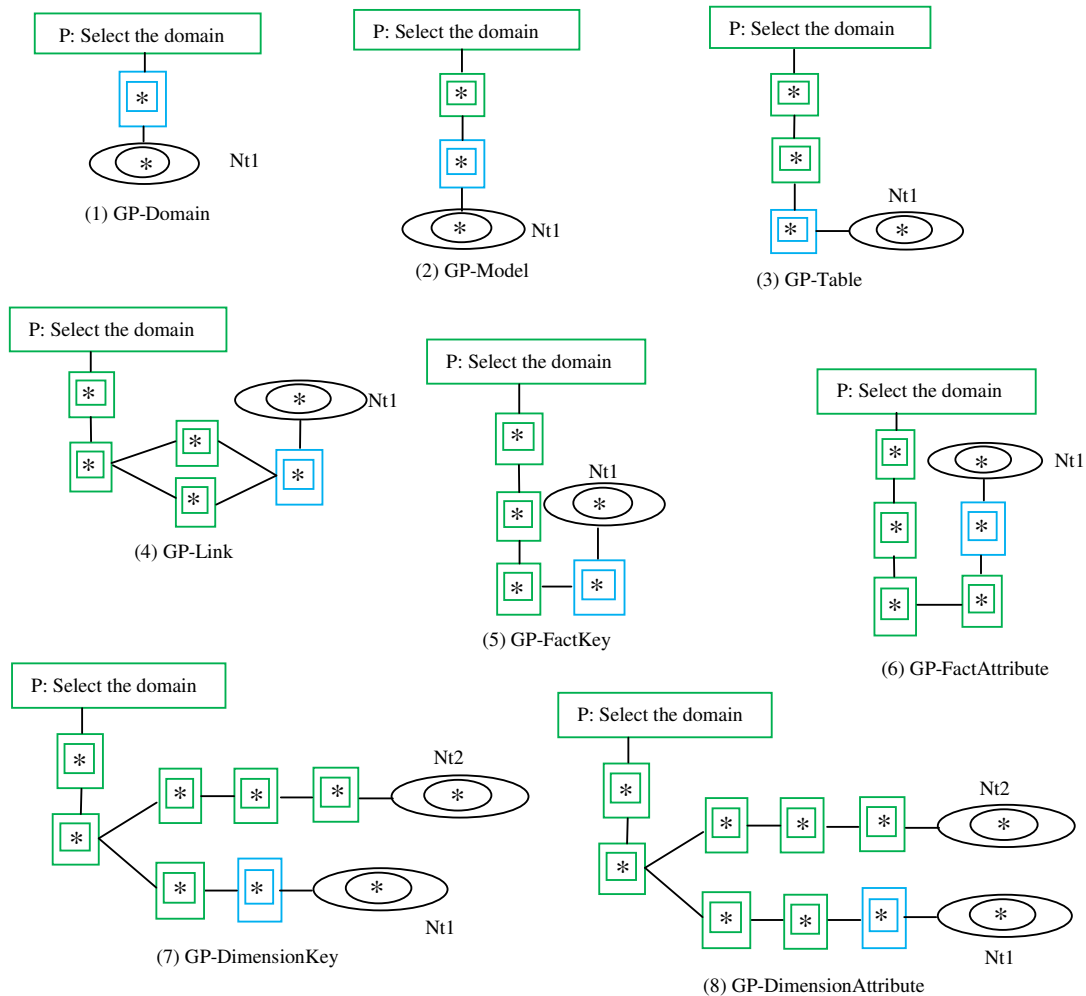 P: Select the domain
*
*
Nt1
(1) GP-Domain
P: Select the domain
*
*
*
Nt1
(2) GP-Model
P: Select the domain
*
*
Nt1
*
*
(3) GP-Table
P: Select the domain
*
*
Nt1
*
*
*
*
(4) GP-Link
P: Select the domain
*
Nt1
*
*
*
*
(5) GP-FactKey
P: Select the domain
*
*
Nt1
*
*
*
*
(6) GP-FactAttribute
P: Select the domain
*
Nt2
* * * *
*
* * *
Nt1
(7) GP-DimensionKey
P: Select the domain
*
Nt2
* * * *
*
* * * *
Nt1
(8) GP-DimensionAttribute